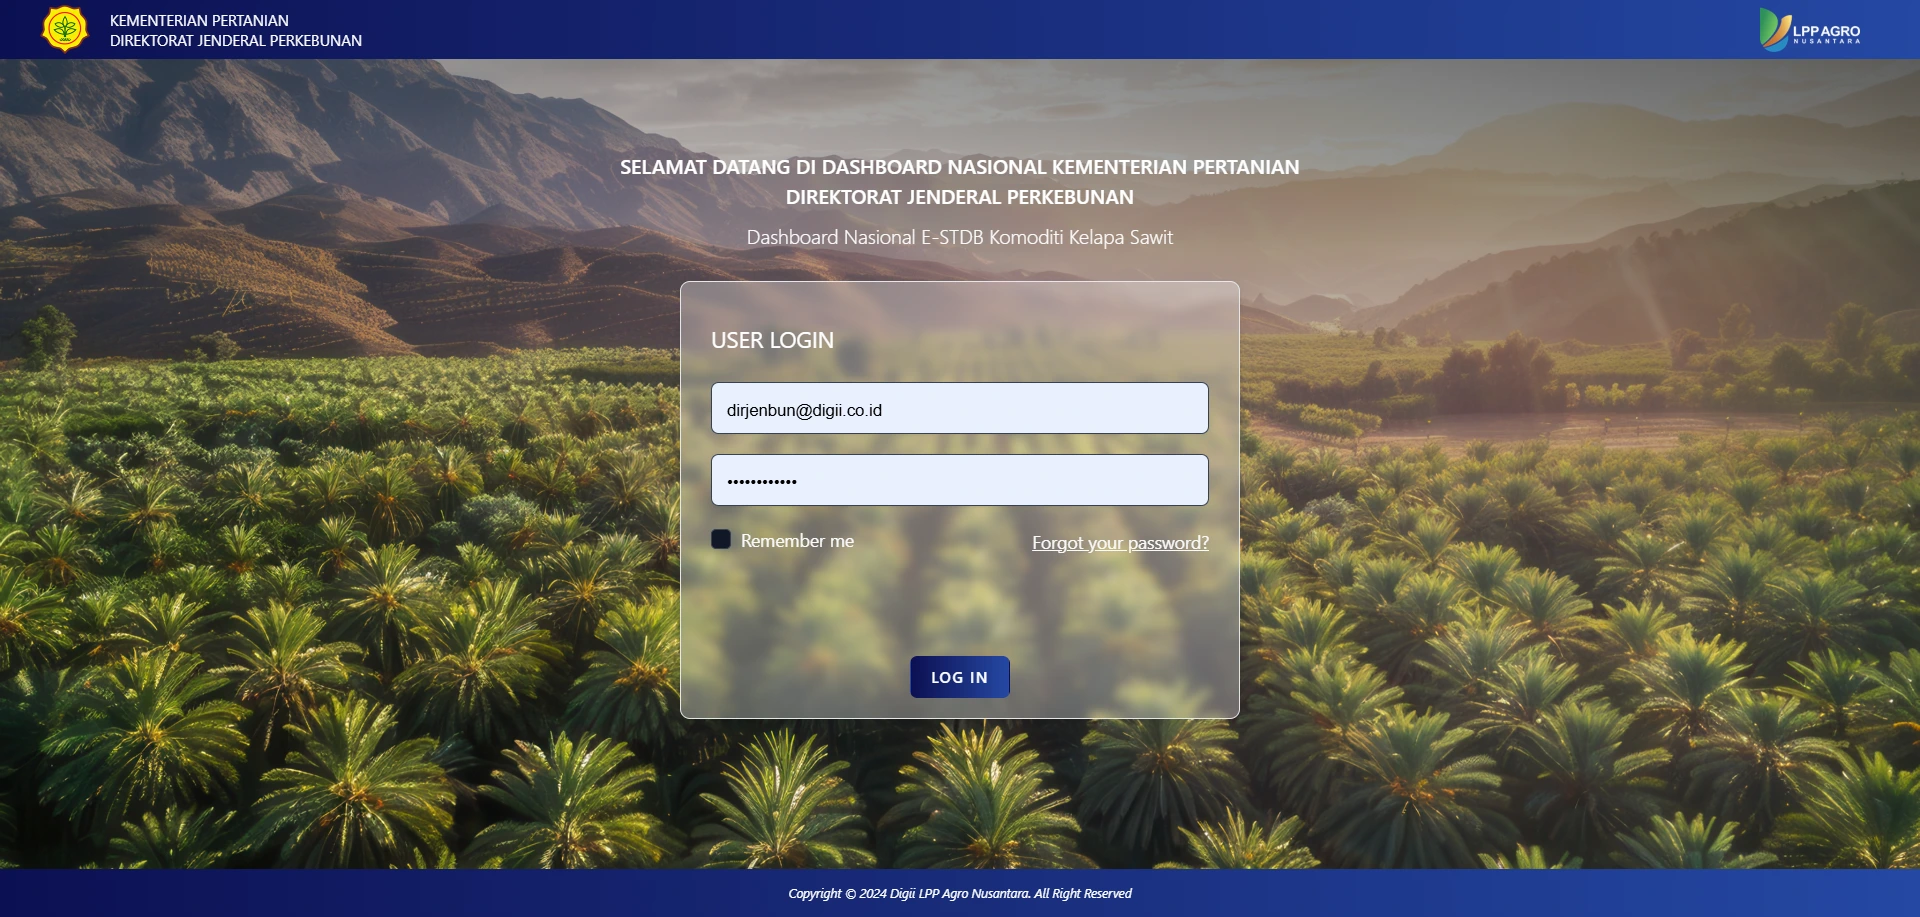 KEMENTERIAN PERTANIAN
DIREKTORAT JENDERAL PERKEBUNAN
LPP AGRO
NUSANTARA
SELAMAT DATANG DI DASHBOARD NASIONAL KEMENTERIAN PERTANIAN
DIREKTORAT JENDERAL PERKEBUNAN
Dashboard Nasional E-STDB Komoditi Kelapa Sawit
USER LOGIN
dirjenbun@digii.co.id
••••••••••••
Remember me
Forgot your password?
LOG IN
Copyright © 2024 Digii LPP Agro Nusantara. All Right Reserved